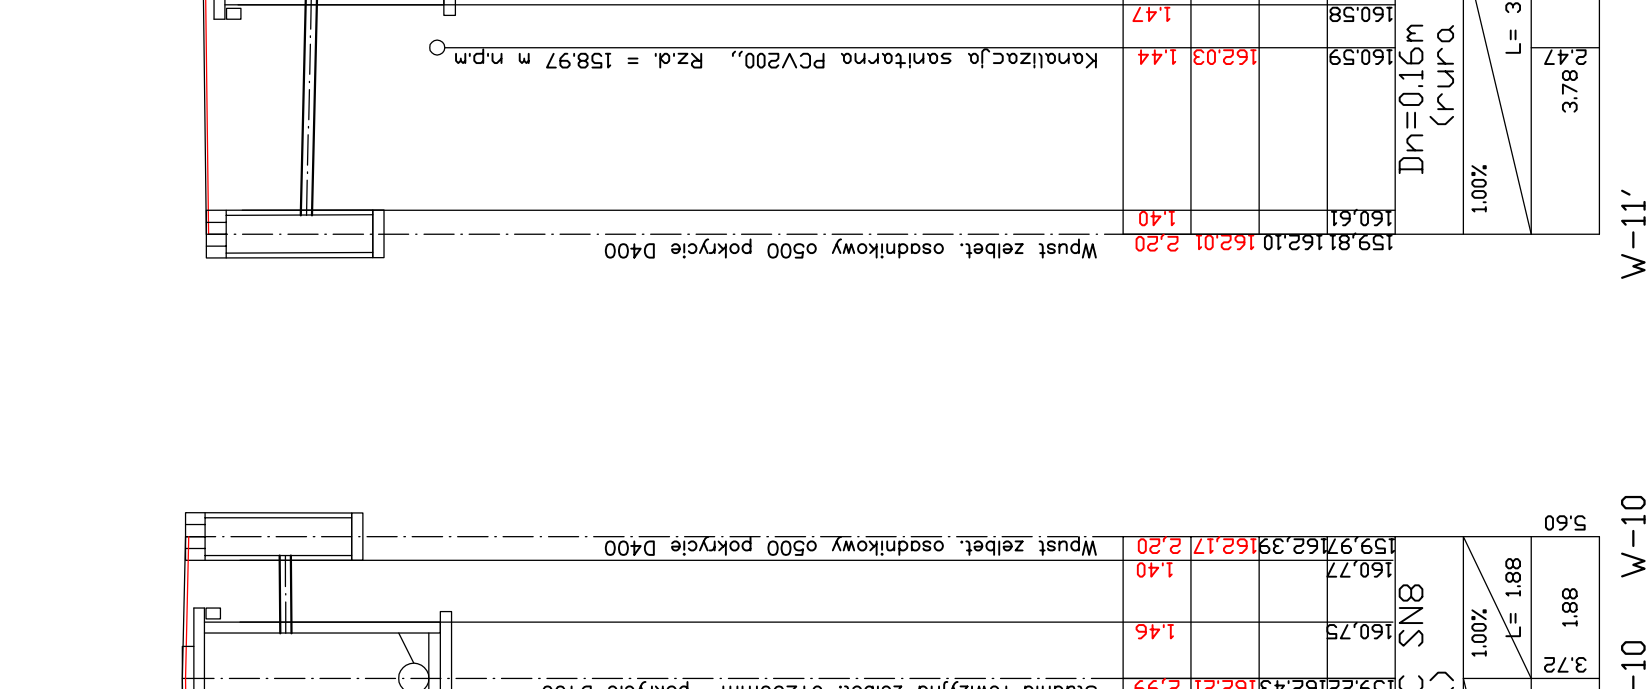 1.47 160.58
Kanalizacja sanitarna PCV200,, Rz.d. = 158.97 m n.p.m 1.44 162.03 160.59
Dn=0.16m
(rura
L= 3
2.47
3.78
1.00%
1.40 160,61
Wpust zelbet. osadnikowy o500 pokrycie D400 2,20 162,01 162.10 159,81
W-11'
W-10
5.60
Wpust zelbet. osadnikowy o500 pokrycie D400 2,20 162,17 162,39 159,97
1.40 160,77
1.46 160,75
SN8
1.00%
L= 1.88
1.88
3.72
-10